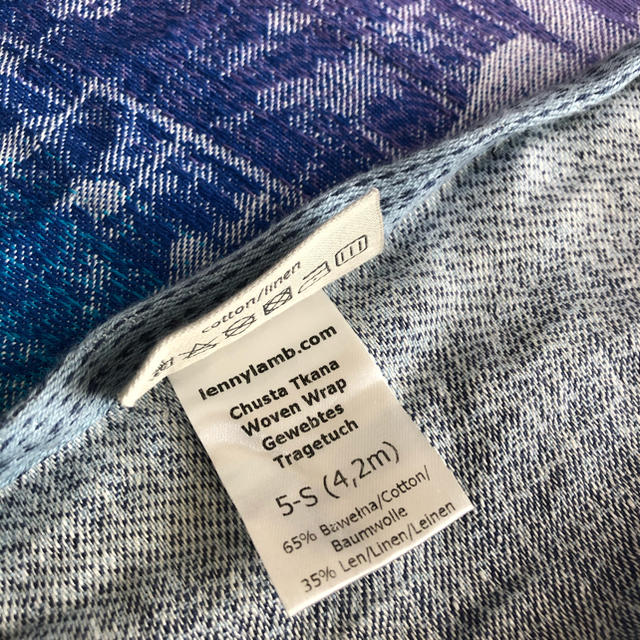 cotton/linen
lennylamb.com
Chusta Tkana
Woven Wrap
Gewebtes
Tragetuch
5-S (4,2m)
65% Bawełna/Cotton/
Baumwolle
35% Len/Linen/Leinen